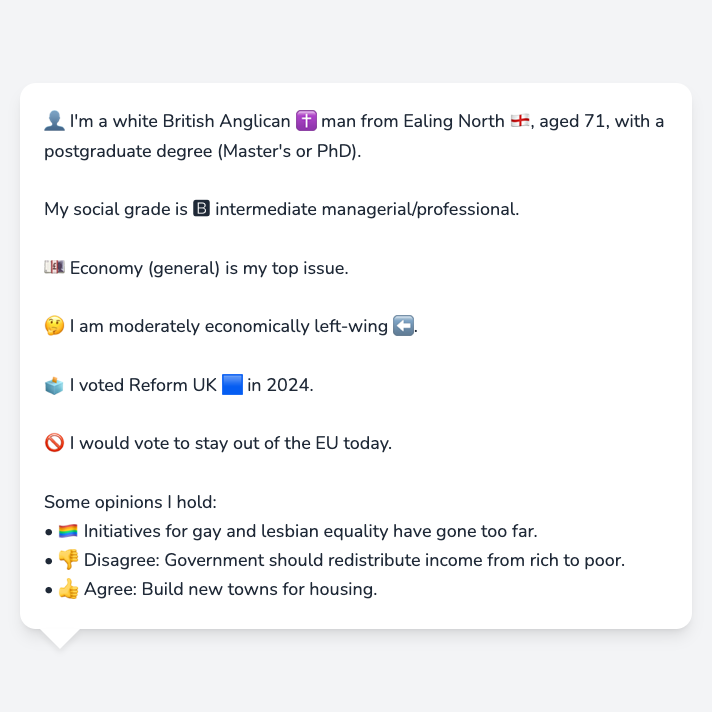 👤 I'm a white British Anglican ✝️ man from Ealing North 🏴󠁧󠁢󠁥󠁮󠁧󠁿, aged 71, with a
postgraduate degree (Master's or PhD).
My social grade is 🅱 intermediate managerial/professional.
💷 Economy (general) is my top issue.
🤔 I am moderately economically left-wing ⬅️.
🗳️ I voted Reform UK 🟦 in 2024.
🚫 I would vote to stay out of the EU today.
Some opinions I hold:
• 🏳️‍🌈 Initiatives for gay and lesbian equality have gone too far.
• 👎 Disagree: Government should redistribute income from rich to poor.
• 👍 Agree: Build new towns for housing.